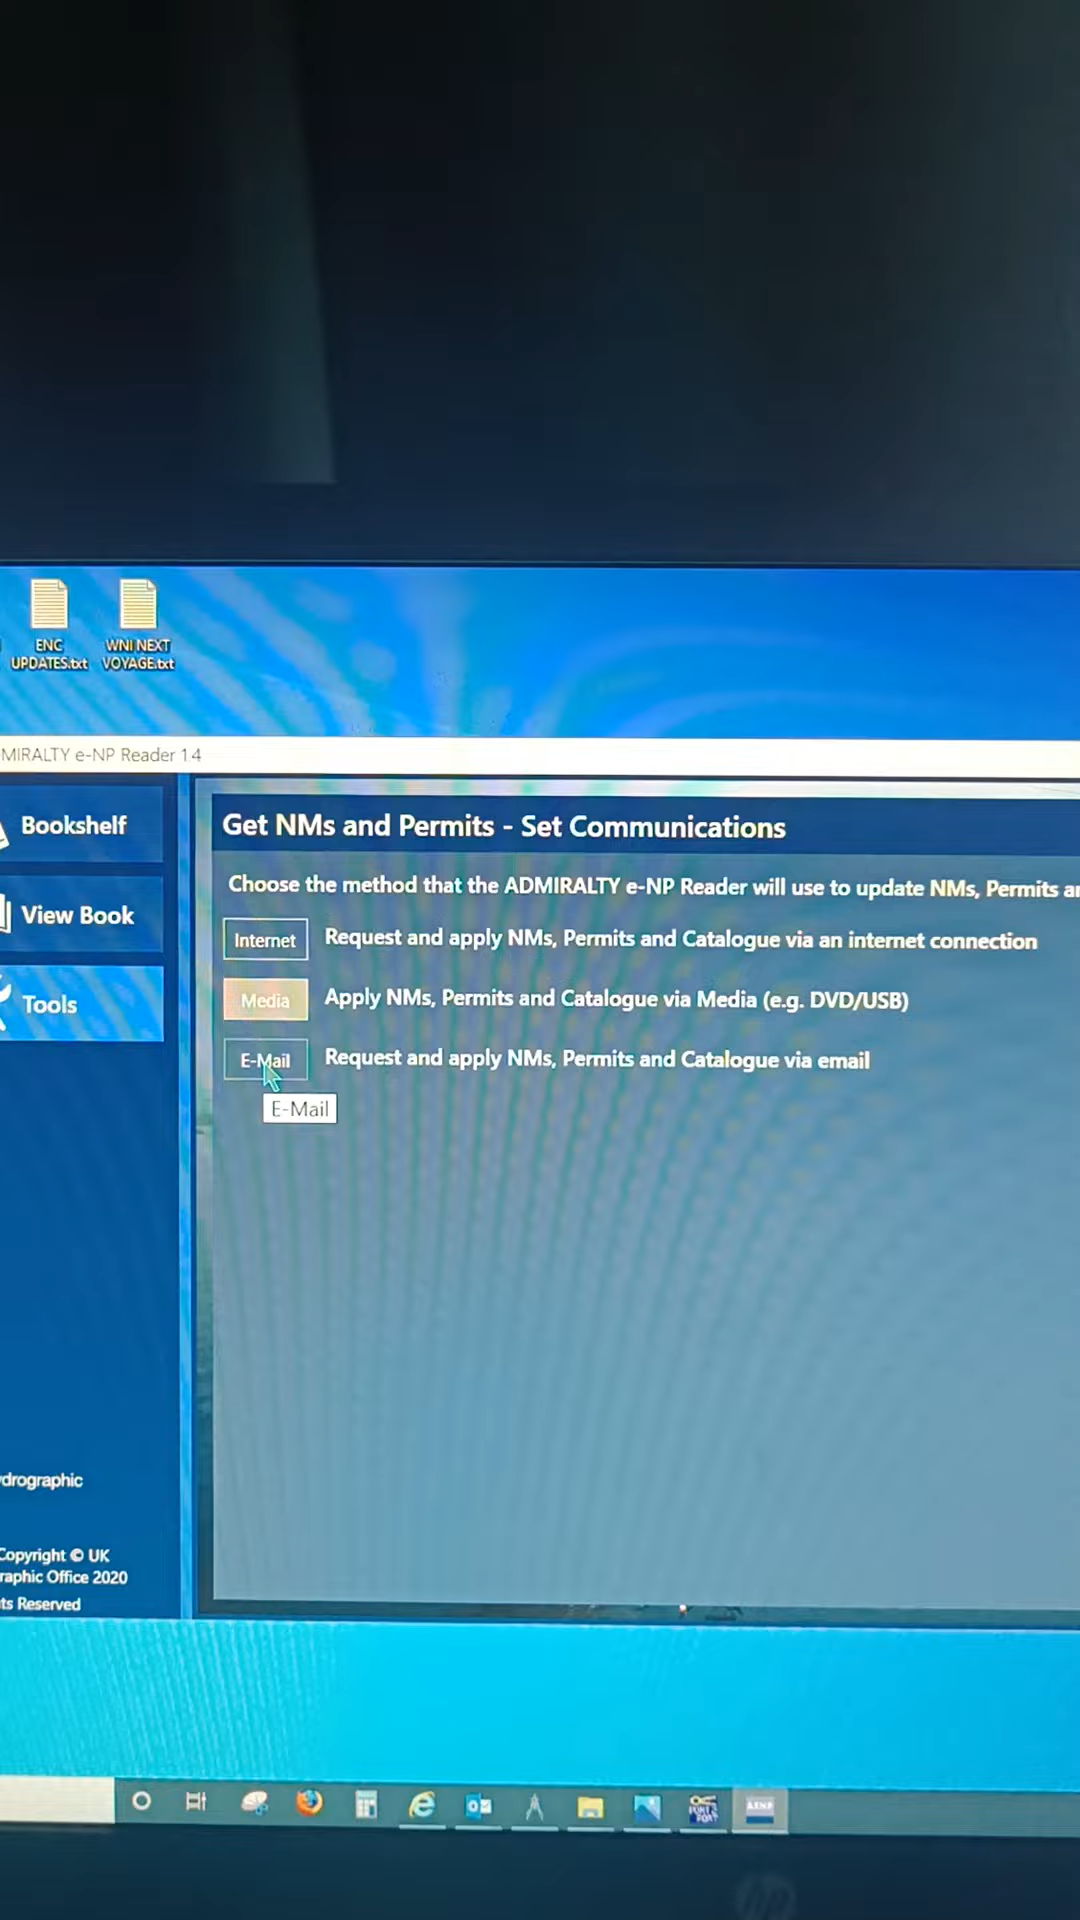 ENC
UPDATES.txt
WNI NEXT
VOYAGE.txt
MIRALTY e-NP Reader 1.4
Bookshelf
View Book
Tools
Get NMs and Permits - Set Communications
Choose the method that the ADMIRALTY e-NP Reader will use to update NMs, Permits ar
Internet
Request and apply NMs, Permits and Catalogue via an internet connection
Media
Apply NMs, Permits and Catalogue via Media (e.g. DVD/USB)
E-Mail
Request and apply NMs, Permits and Catalogue via email
E-Mail
drographic
Copyright © UK
raphic Office 2020
ts Reserved
hp